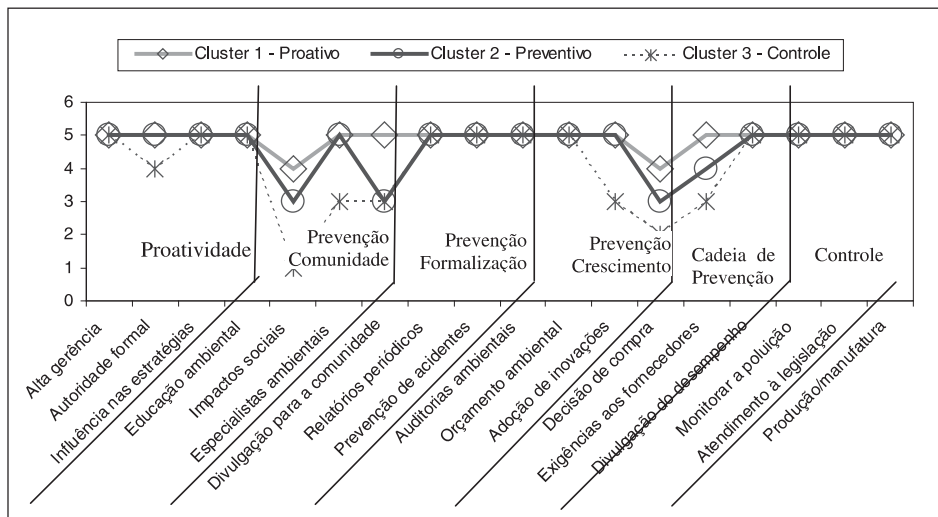 Cluster 1 - Proativo
Cluster 2 - Preventivo
Cluster 3 - Controle
6
5
4
3
2
1
0
Proatividade
Prevenção
Comunidade
Prevenção
Formalização
Prevenção
Crescimento
Cadeia de
Prevenção
Controle
Alta gerência
Autoridade formal
Influência nas estratégias
Educação ambiental
Impactos sociais
Especialistas ambientais
Divulgação para a comunidade
Relatórios periódicos
Prevenção de acidentes
Auditorias ambientais
Orçamento ambiental
Adoção de inovações
Decisão de compra
Exigências aos fornecedores
Divulgação do desempenho
Monitorar a poluição
Atendimento à legislação
Produção/manufatura